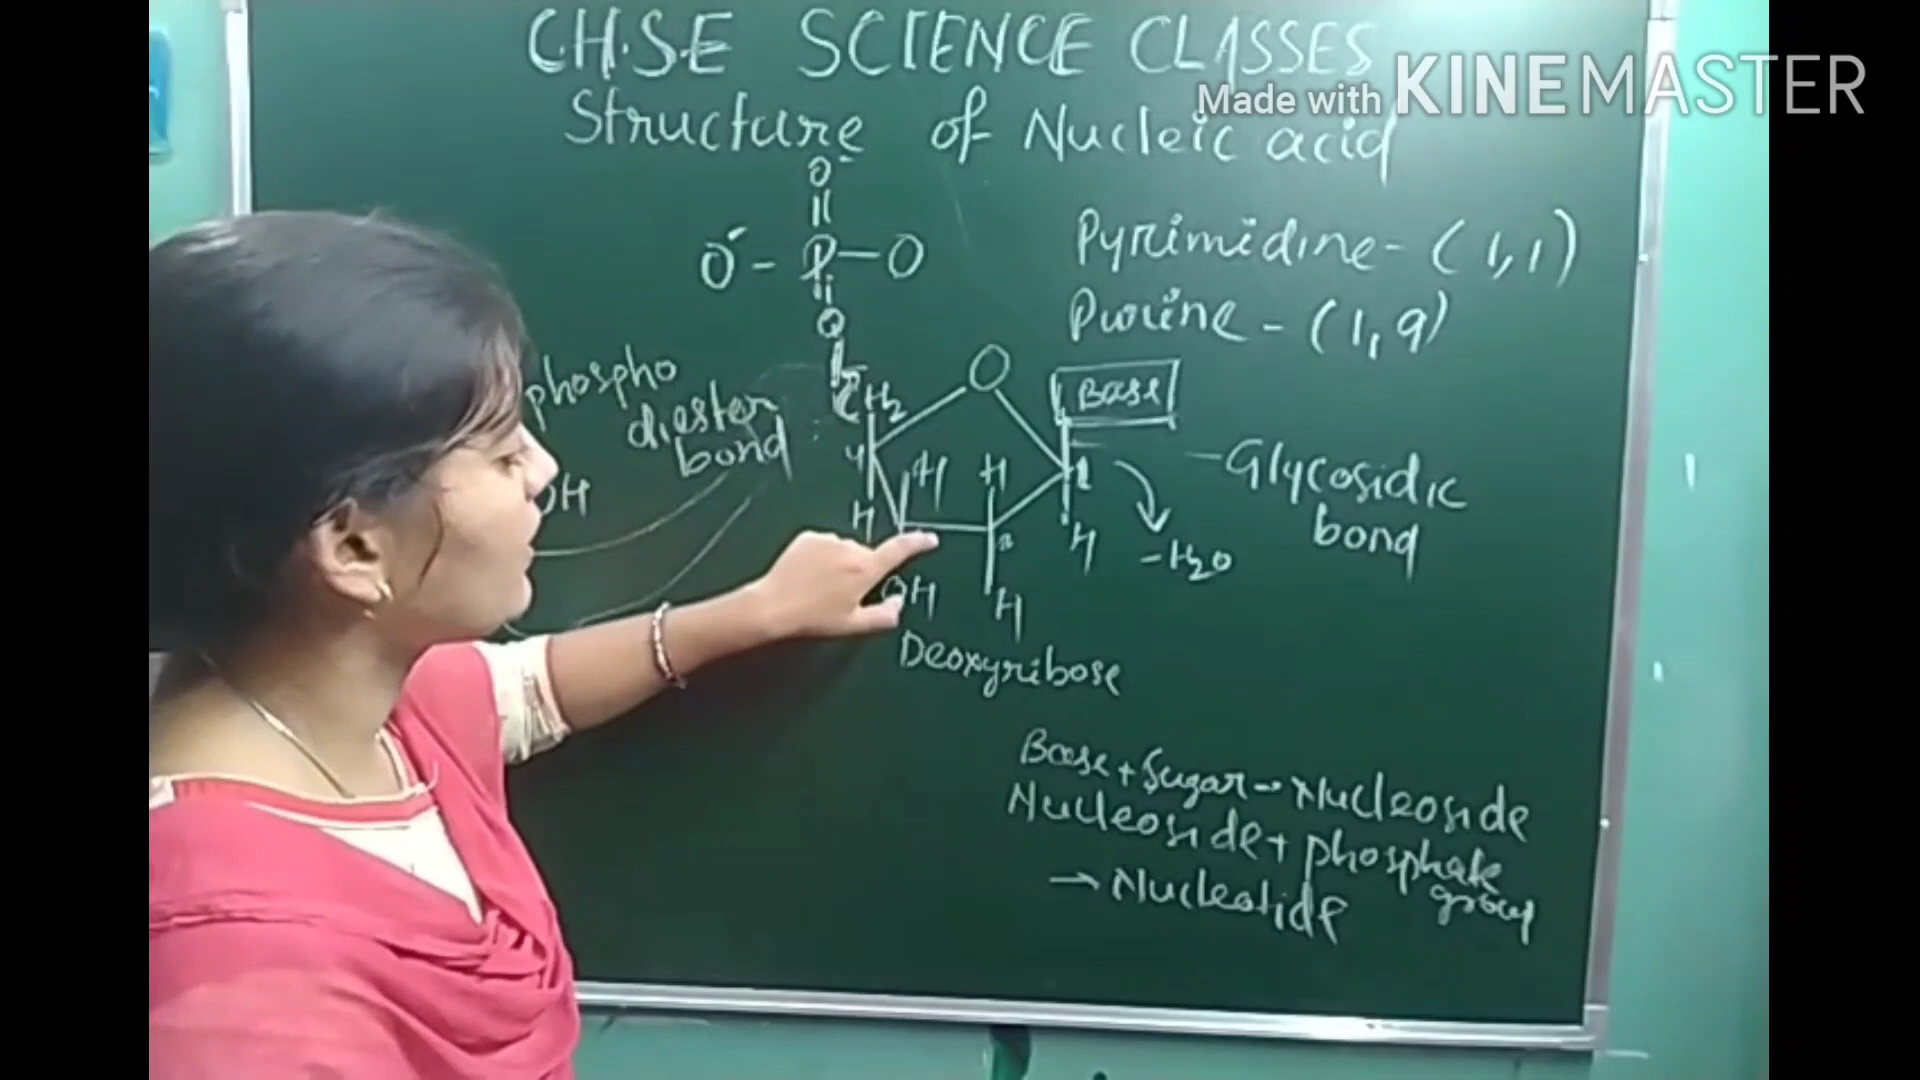 C.H.S.E SCIENCE CLASSES
Made with KINEMASTER
Structure of Nucleic acid
O
O⁻ - P - O
O
Pyrimidine - (1,1)
Purine - (1,9)
phospho
diester
bond
OH
CH₂
O
Base
4
H
H
H
H
OH
H
Glycosidic
bond
-H₂O
Deoxyribose
Base + Sugar → Nucleoside
Nucleoside + phosphate
group
→ Nucleotide